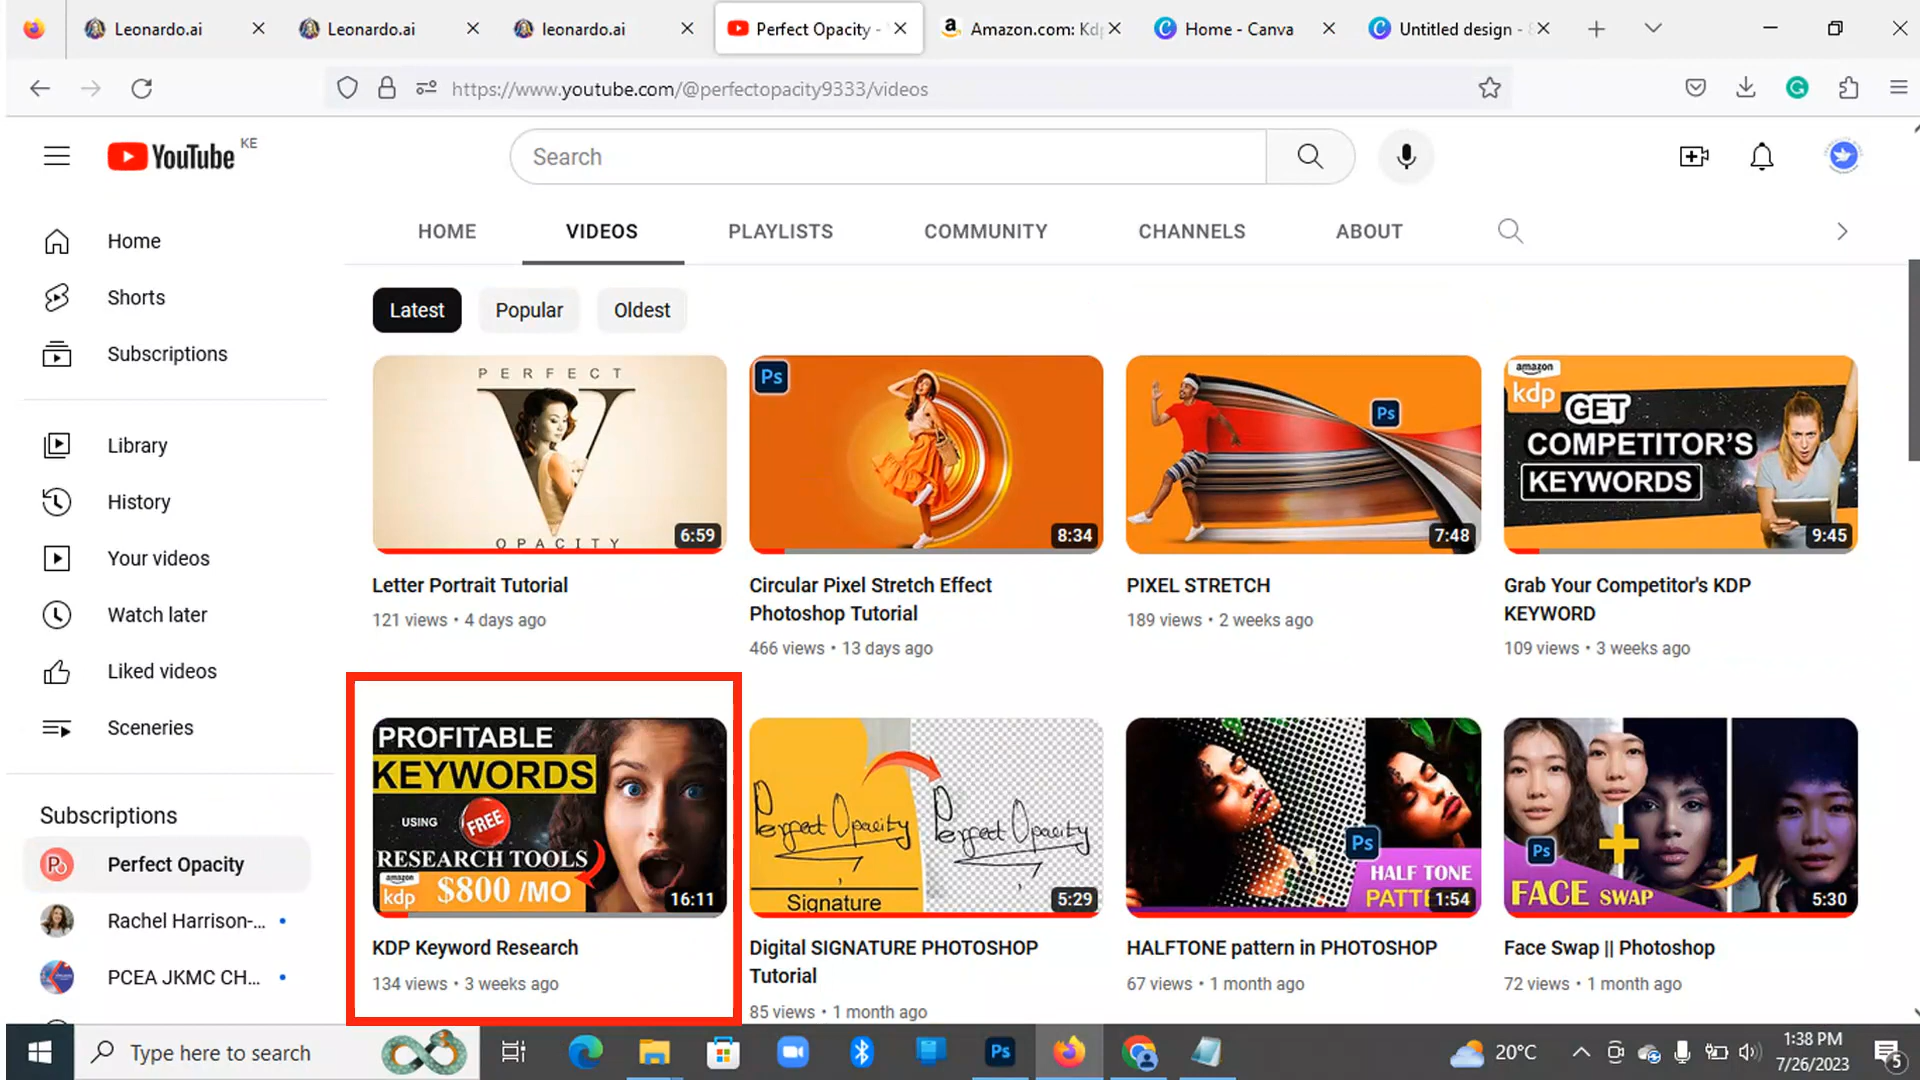 Leonardo.ai
Leonardo.ai
leonardo.ai
Perfect Opacity -
Amazon.com: Kd
Home - Canva
Untitled design -
https://www.youtube.com/@perfectopacity9333/videos
YouTube KE
Search
HOME VIDEOS PLAYLISTS COMMUNITY CHANNELS ABOUT
Latest Popular Oldest
Home
Shorts
Subscriptions
Library
History
Your videos
Watch later
Liked videos
Sceneries
Subscriptions
Perfect Opacity
Rachel Harrison-...
PCEA JKMC CH...
PERFECT
V
OPACITY
6:59
Letter Portrait Tutorial
121 views • 4 days ago
Ps
8:34
Circular Pixel Stretch Effect
Photoshop Tutorial
466 views • 13 days ago
Ps
7:48
PIXEL STRETCH
189 views • 2 weeks ago
amazon
kdp
GET
COMPETITOR'S
KEYWORDS
9:45
Grab Your Competitor's KDP
KEYWORD
109 views • 3 weeks ago
PROFITABLE
KEYWORDS
USING FREE
RESEARCH TOOLS
amazon
kdp
$800 /MO
16:11
KDP Keyword Research
134 views • 3 weeks ago
Perfect Opacity
Perfect Opacity
Signature
5:29
Digital SIGNATURE PHOTOSHOP
Tutorial
85 views • 1 month ago
Ps
HALF TONE
PATTE
1:54
HALFTONE pattern in PHOTOSHOP
67 views • 1 month ago
Ps
FACE SWAP
5:30
Face Swap || Photoshop
72 views • 1 month ago
Type here to search
Ps
20°C
1:38 PM
7/26/2023
5